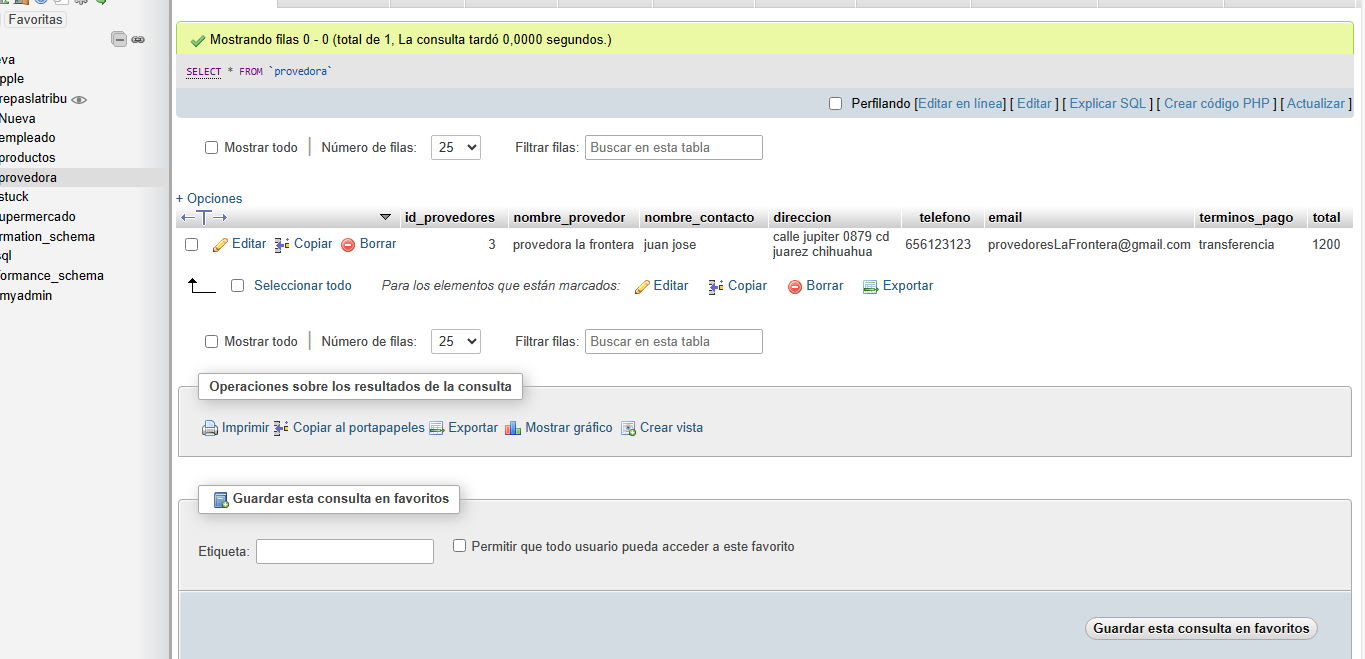 Favoritas
va
pple
repaslatribu
Nueva
empleado
productos
provedora
stuck
upermercado
rmation_schema
ql
formance_schema
myadmin
Mostrando filas 0 - 0 (total de 1, La consulta tardó 0,0000 segundos.)
SELECT * FROM `provedora`
Perfilando [Editar en línea] [ Editar ] [ Explicar SQL ] [ Crear código PHP ] [ Actualizar ]
Mostrar todo | Número de filas: 25 Filtrar filas: Buscar en esta tabla
+ Opciones
←T→ id_provedores nombre_provedor nombre_contacto direccion telefono email terminos_pago total
Editar Copiar Borrar 3 provedora la frontera juan jose calle jupiter 0879 cd juarez chihuahua 656123123 provedoresLaFrontera@gmail.com transferencia 1200
Seleccionar todo Para los elementos que están marcados: Editar Copiar Borrar Exportar
Mostrar todo | Número de filas: 25 Filtrar filas: Buscar en esta tabla
Operaciones sobre los resultados de la consulta
Imprimir Copiar al portapapeles Exportar Mostrar gráfico Crear vista
Guardar esta consulta en favoritos
Etiqueta: Permitir que todo usuario pueda acceder a este favorito
Guardar esta consulta en favoritos